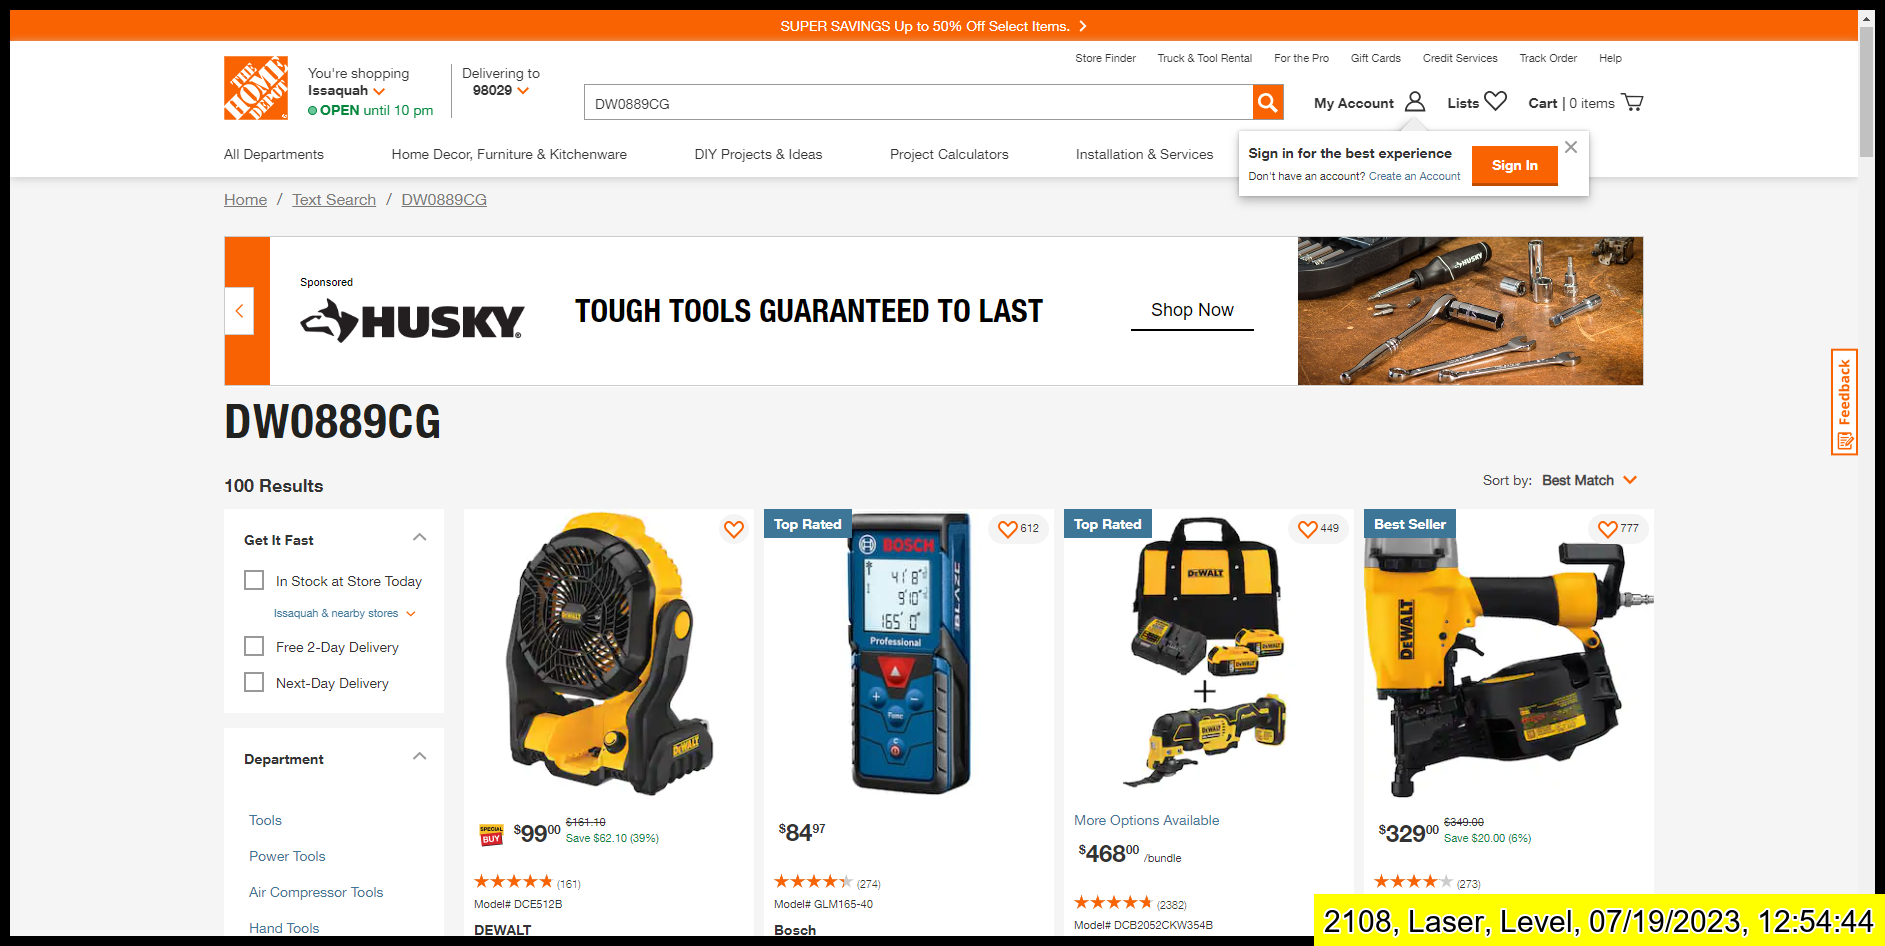 SUPER SAVINGS Up to 50% Off Select Items.
Store Finder Truck & Tool Rental For the Pro Gift Cards Credit Services Track Order Help
THE HOME DEPOT
You're shopping
Issaquah
OPEN until 10 pm
Delivering to
98029
DW0889CG
My Account Lists Cart | 0 items
All Departments Home Decor, Furniture & Kitchenware DIY Projects & Ideas Project Calculators Installation & Services
Sign in for the best experience
Don't have an account? Create an Account
Sign In
Home / Text Search / DW0889CG
Sponsored
HUSKY
TOUGH TOOLS GUARANTEED TO LAST
Shop Now
HUSKY
Feedback
DW0889CG
100 Results
Sort by: Best Match
Get It Fast
In Stock at Store Today
Issaquah & nearby stores
Free 2-Day Delivery
Next-Day Delivery
Department
Tools
Power Tools
Air Compressor Tools
Hand Tools
DEWALT
DEWALT
SPECIAL BUY
$99 00 $161.10
Save $62.10 (39%)
(161)
Model# DCE512B
DEWALT
Top Rated
612
BOSCH
BLAZE
Professional
Func
$84 97
(274)
Model# GLM165-40
Bosch
Top Rated
449
DEWALT
More Options Available
$468 00 /bundle
(2382)
Model# DCB2052CKW354B
Best Seller
777
DEWALT
$329 00 $349.00
Save $20.00 (6%)
(273)
2108, Laser, Level, 07/19/2023, 12:54:44